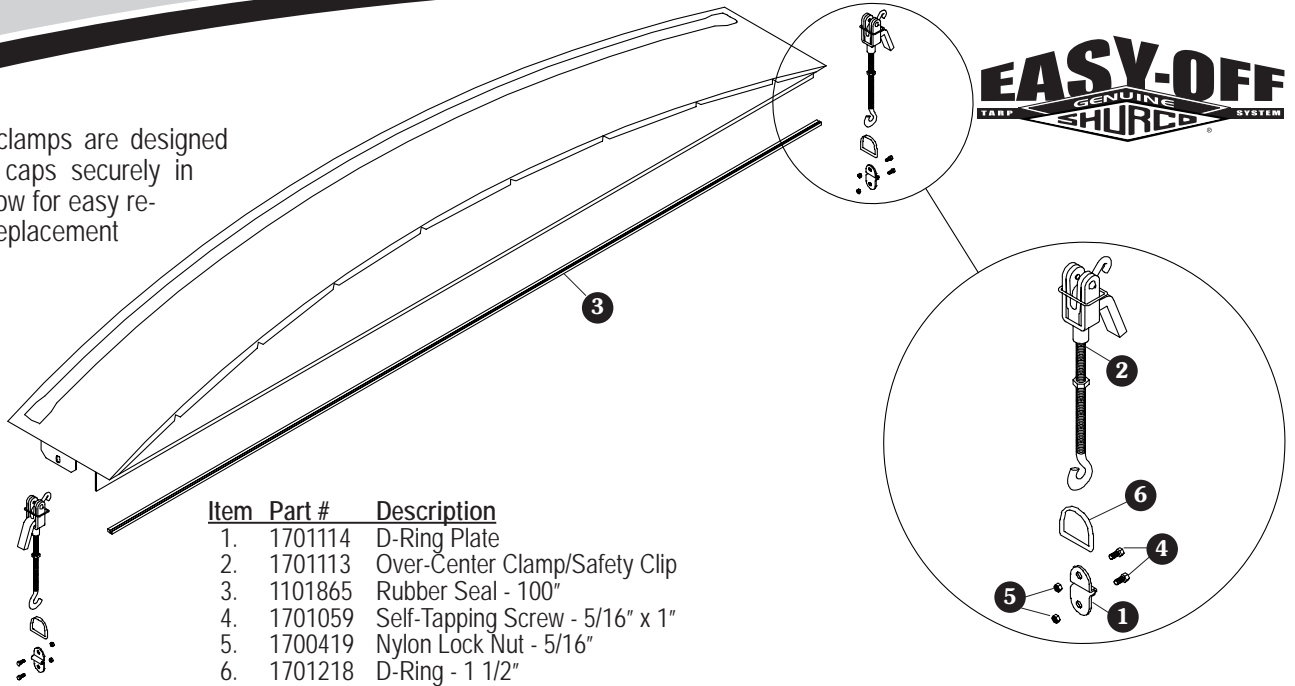 clamps are designed
caps securely in
ow for easy re-
eplacement
EASY-OFF
TARP GENUINE SYSTEM
SHURCO®
3
2
6
4
5
1
Item Part # Description
1. 1701114 D-Ring Plate
2. 1701113 Over-Center Clamp/Safety Clip
3. 1101865 Rubber Seal - 100"
4. 1701059 Self-Tapping Screw - 5/16" x 1"
5. 1700419 Nylon Lock Nut - 5/16"
6. 1701218 D-Ring - 1 1/2"